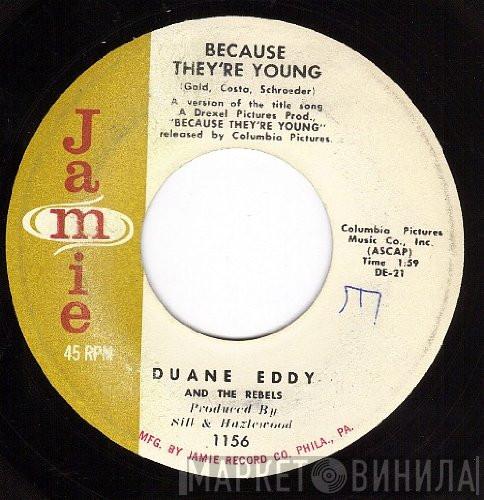 BECAUSE
THEY'RE YOUNG
(Gold, Costa, Schroeder)
A version of the title song
A Drexel Pictures Prod.,
"BECAUSE THEY'RE YOUNG"
released by Columbia Pictures.
Jamie
45 RPM
Columbia Pictures
Music Co., Inc.
(ASCAP)
Time 1:59
DE-21
E
DUANE EDDY
AND THE REBELS
Produced By
Sill & Hazlewood
1156
MFG. BY JAMIE RECORD CO. PHILA., PA.
МАРКЕТ ВИНИЛА